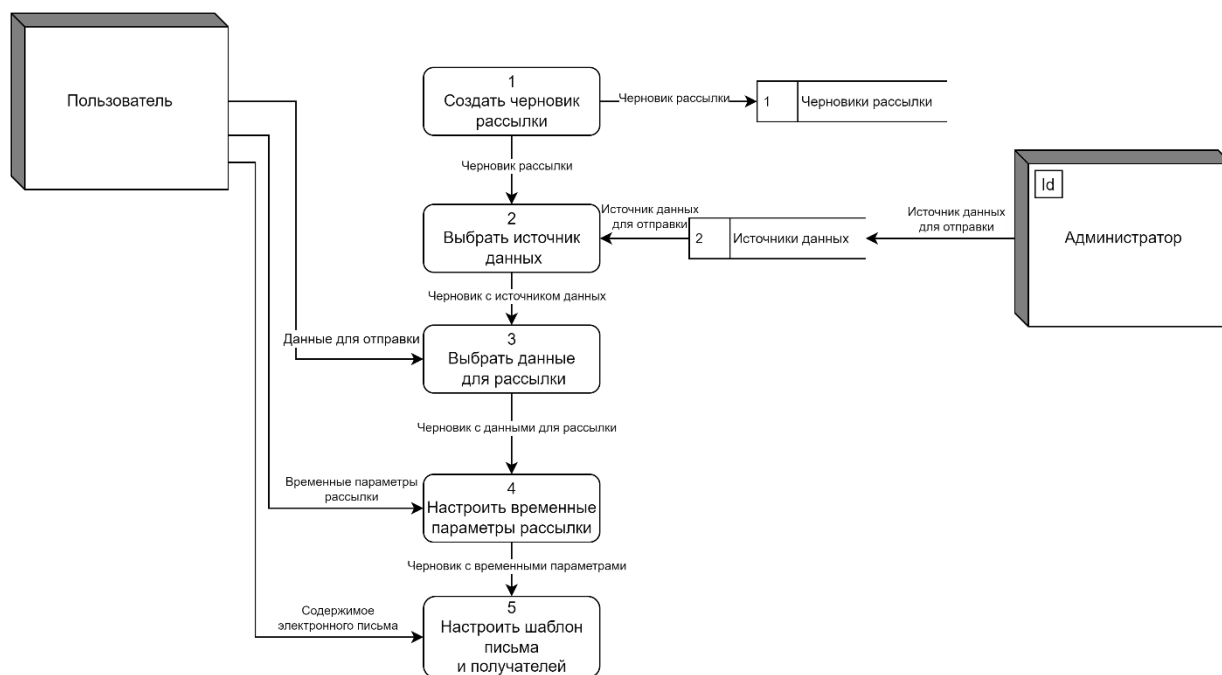 Пользователь
1
Создать черновик
рассылки
Черновик рассылки
1
Черновики рассылки
Черновик рассылки
Id
Администратор
2
Выбрать источник
данных
Источник данных
для отправки
2
Источники данных
Источник данных
для отправки
Черновик с источником данных
Данные для отправки
3
Выбрать данные
для рассылки
Черновик с данными для рассылки
Временные параметры
рассылки
4
Настроить временные
параметры рассылки
Черновик с временными параметрами
Содержимое
электронного письма
5
Настроить шаблон
письма
и получателей